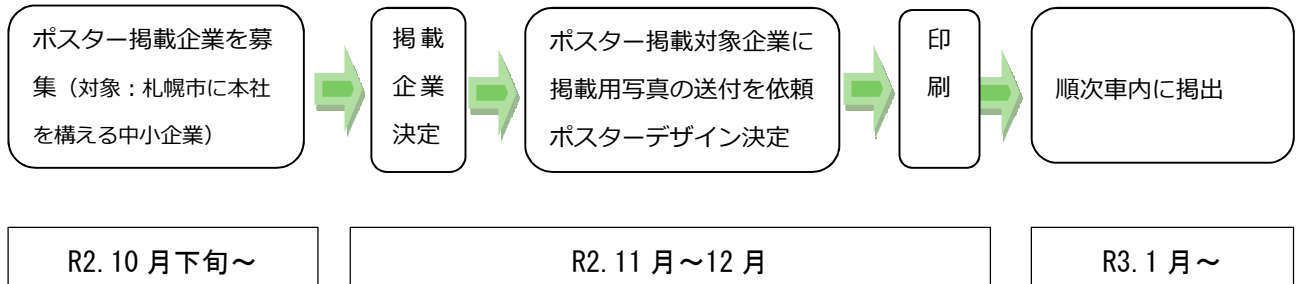 ポスター掲載企業を募
集（対象：札幌市に本社
を構える中小企業）
掲載
企業
決定
ポスター掲載対象企業に
掲載用写真の送付を依頼
ポスターデザイン決定
印
刷
順次車内に掲出
R2.10月下旬～
R2.11月～12月
R3.1月～